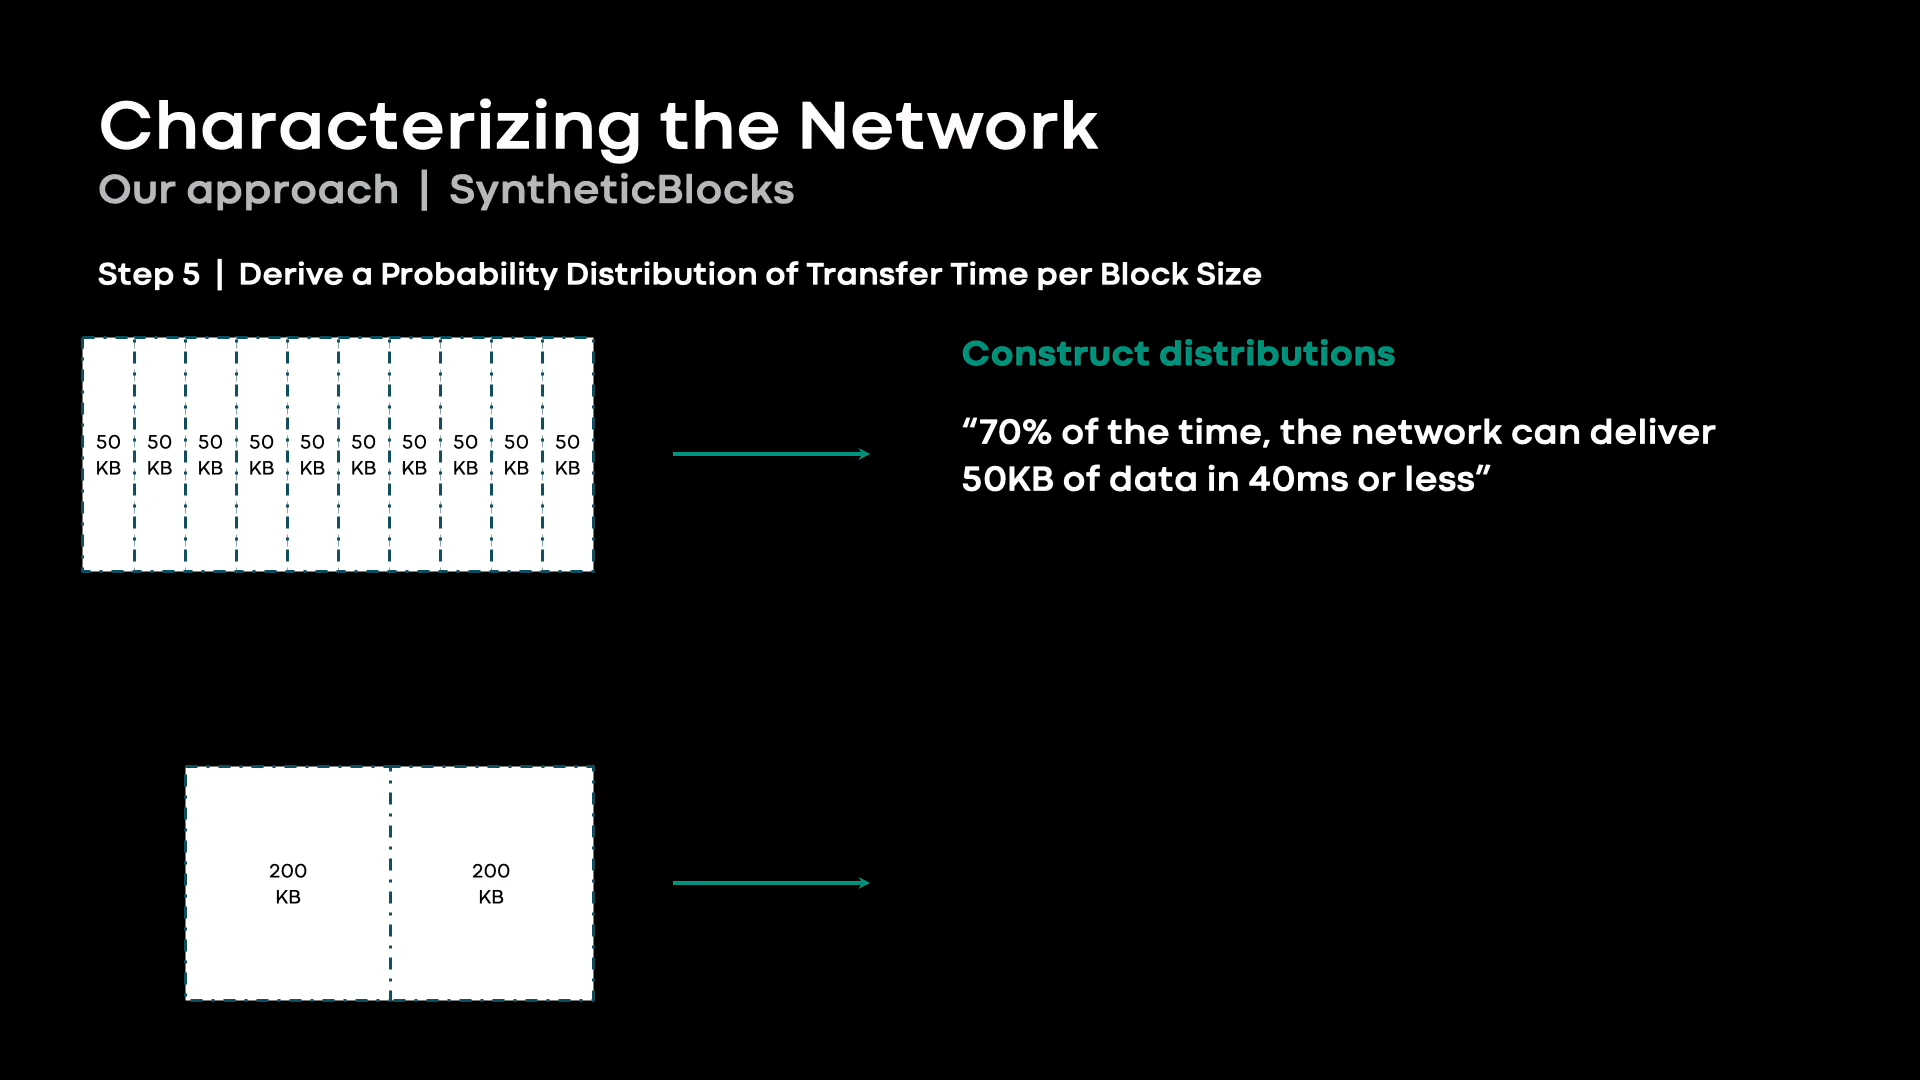 Characterizing the Network
Our approach | SyntheticBlocks
Step 5 | Derive a Probability Distribution of Transfer Time per Block Size
50 50 50 50 50 50 50 50 50 50
KB KB KB KB KB KB KB KB KB KB
Construct distributions
“70% of the time, the network can deliver
50KB of data in 40ms or less”
200 200
KB KB